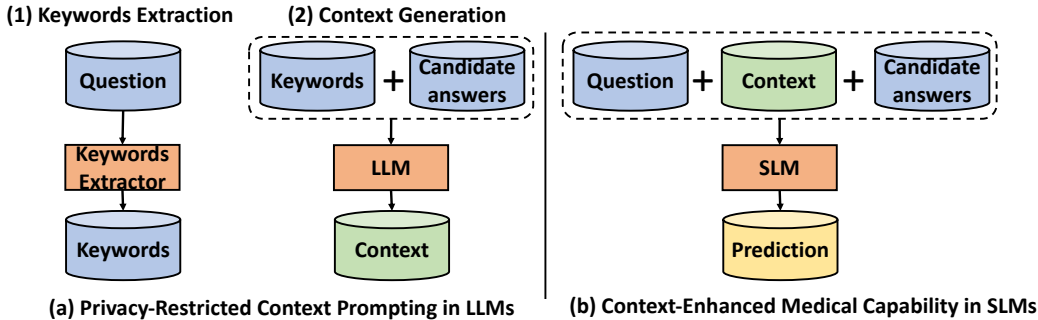 (1) Keywords Extraction
Question
Keywords
Extractor
Keywords
(2) Context Generation
Keywords
+
Candidate
answers
LLM
Context
(a) Privacy-Restricted Context Prompting in LLMs
Question
+
Context
+
Candidate
answers
SLM
Prediction
(b) Context-Enhanced Medical Capability in SLMs